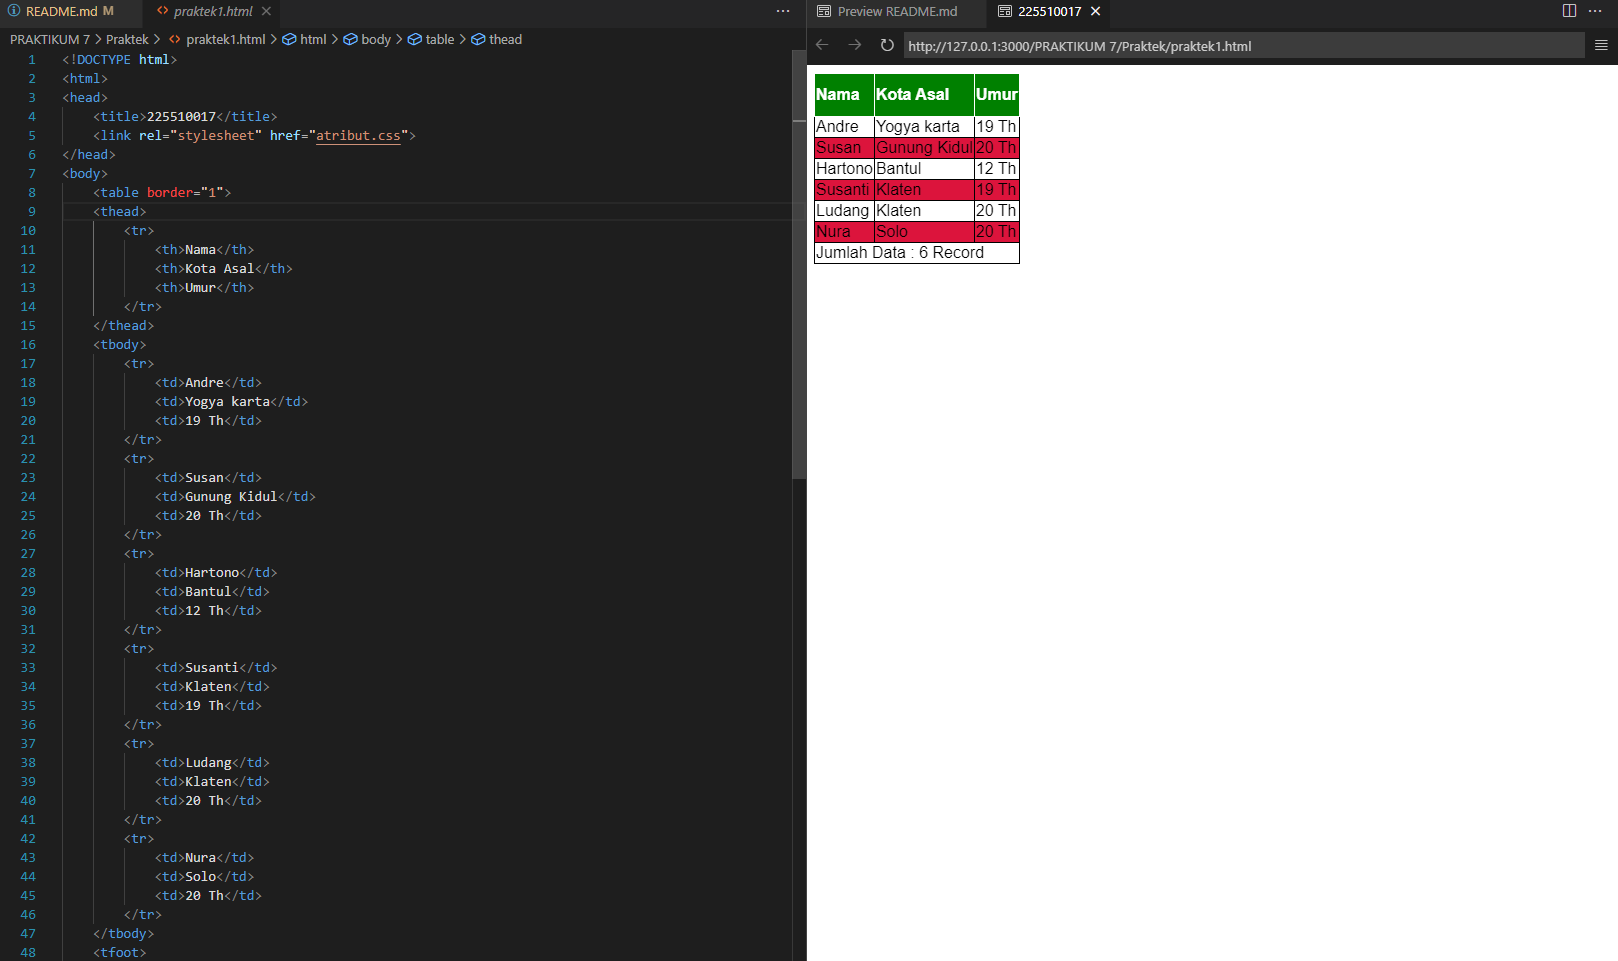 README.md M
praktek1.html
PRAKTIKUM 7 > Praktek > praktek1.html > html > body > table > thead
1 <!DOCTYPE html>
2 <html>
3 <head>
4 <title>225510017</title>
5 <link rel="stylesheet" href="atribut.css">
6 </head>
7 <body>
8 <table border="1">
9 <thead>
10 <tr>
11 <th>Nama</th>
12 <th>Kota Asal</th>
13 <th>Umur</th>
14 </tr>
15 </thead>
16 <tbody>
17 <tr>
18 <td>Andre</td>
19 <td>Yogya karta</td>
20 <td>19 Th</td>
21 </tr>
22 <tr>
23 <td>Susan</td>
24 <td>Gunung Kidul</td>
25 <td>20 Th</td>
26 </tr>
27 <tr>
28 <td>Hartono</td>
29 <td>Bantul</td>
30 <td>12 Th</td>
31 </tr>
32 <tr>
33 <td>Susanti</td>
34 <td>Klaten</td>
35 <td>19 Th</td>
36 </tr>
37 <tr>
38 <td>Ludang</td>
39 <td>Klaten</td>
40 <td>20 Th</td>
41 </tr>
42 <tr>
43 <td>Nura</td>
44 <td>Solo</td>
45 <td>20 Th</td>
46 </tr>
47 </tbody>
48 <tfoot>
Preview README.md
225510017
http://127.0.0.1:3000/PRAKTIKUM 7/Praktek/praktek1.html
Nama Kota Asal Umur
Andre Yogya karta 19 Th
Susan Gunung Kidul 20 Th
Hartono Bantul 12 Th
Susanti Klaten 19 Th
Ludang Klaten 20 Th
Nura Solo 20 Th
Jumlah Data : 6 Record